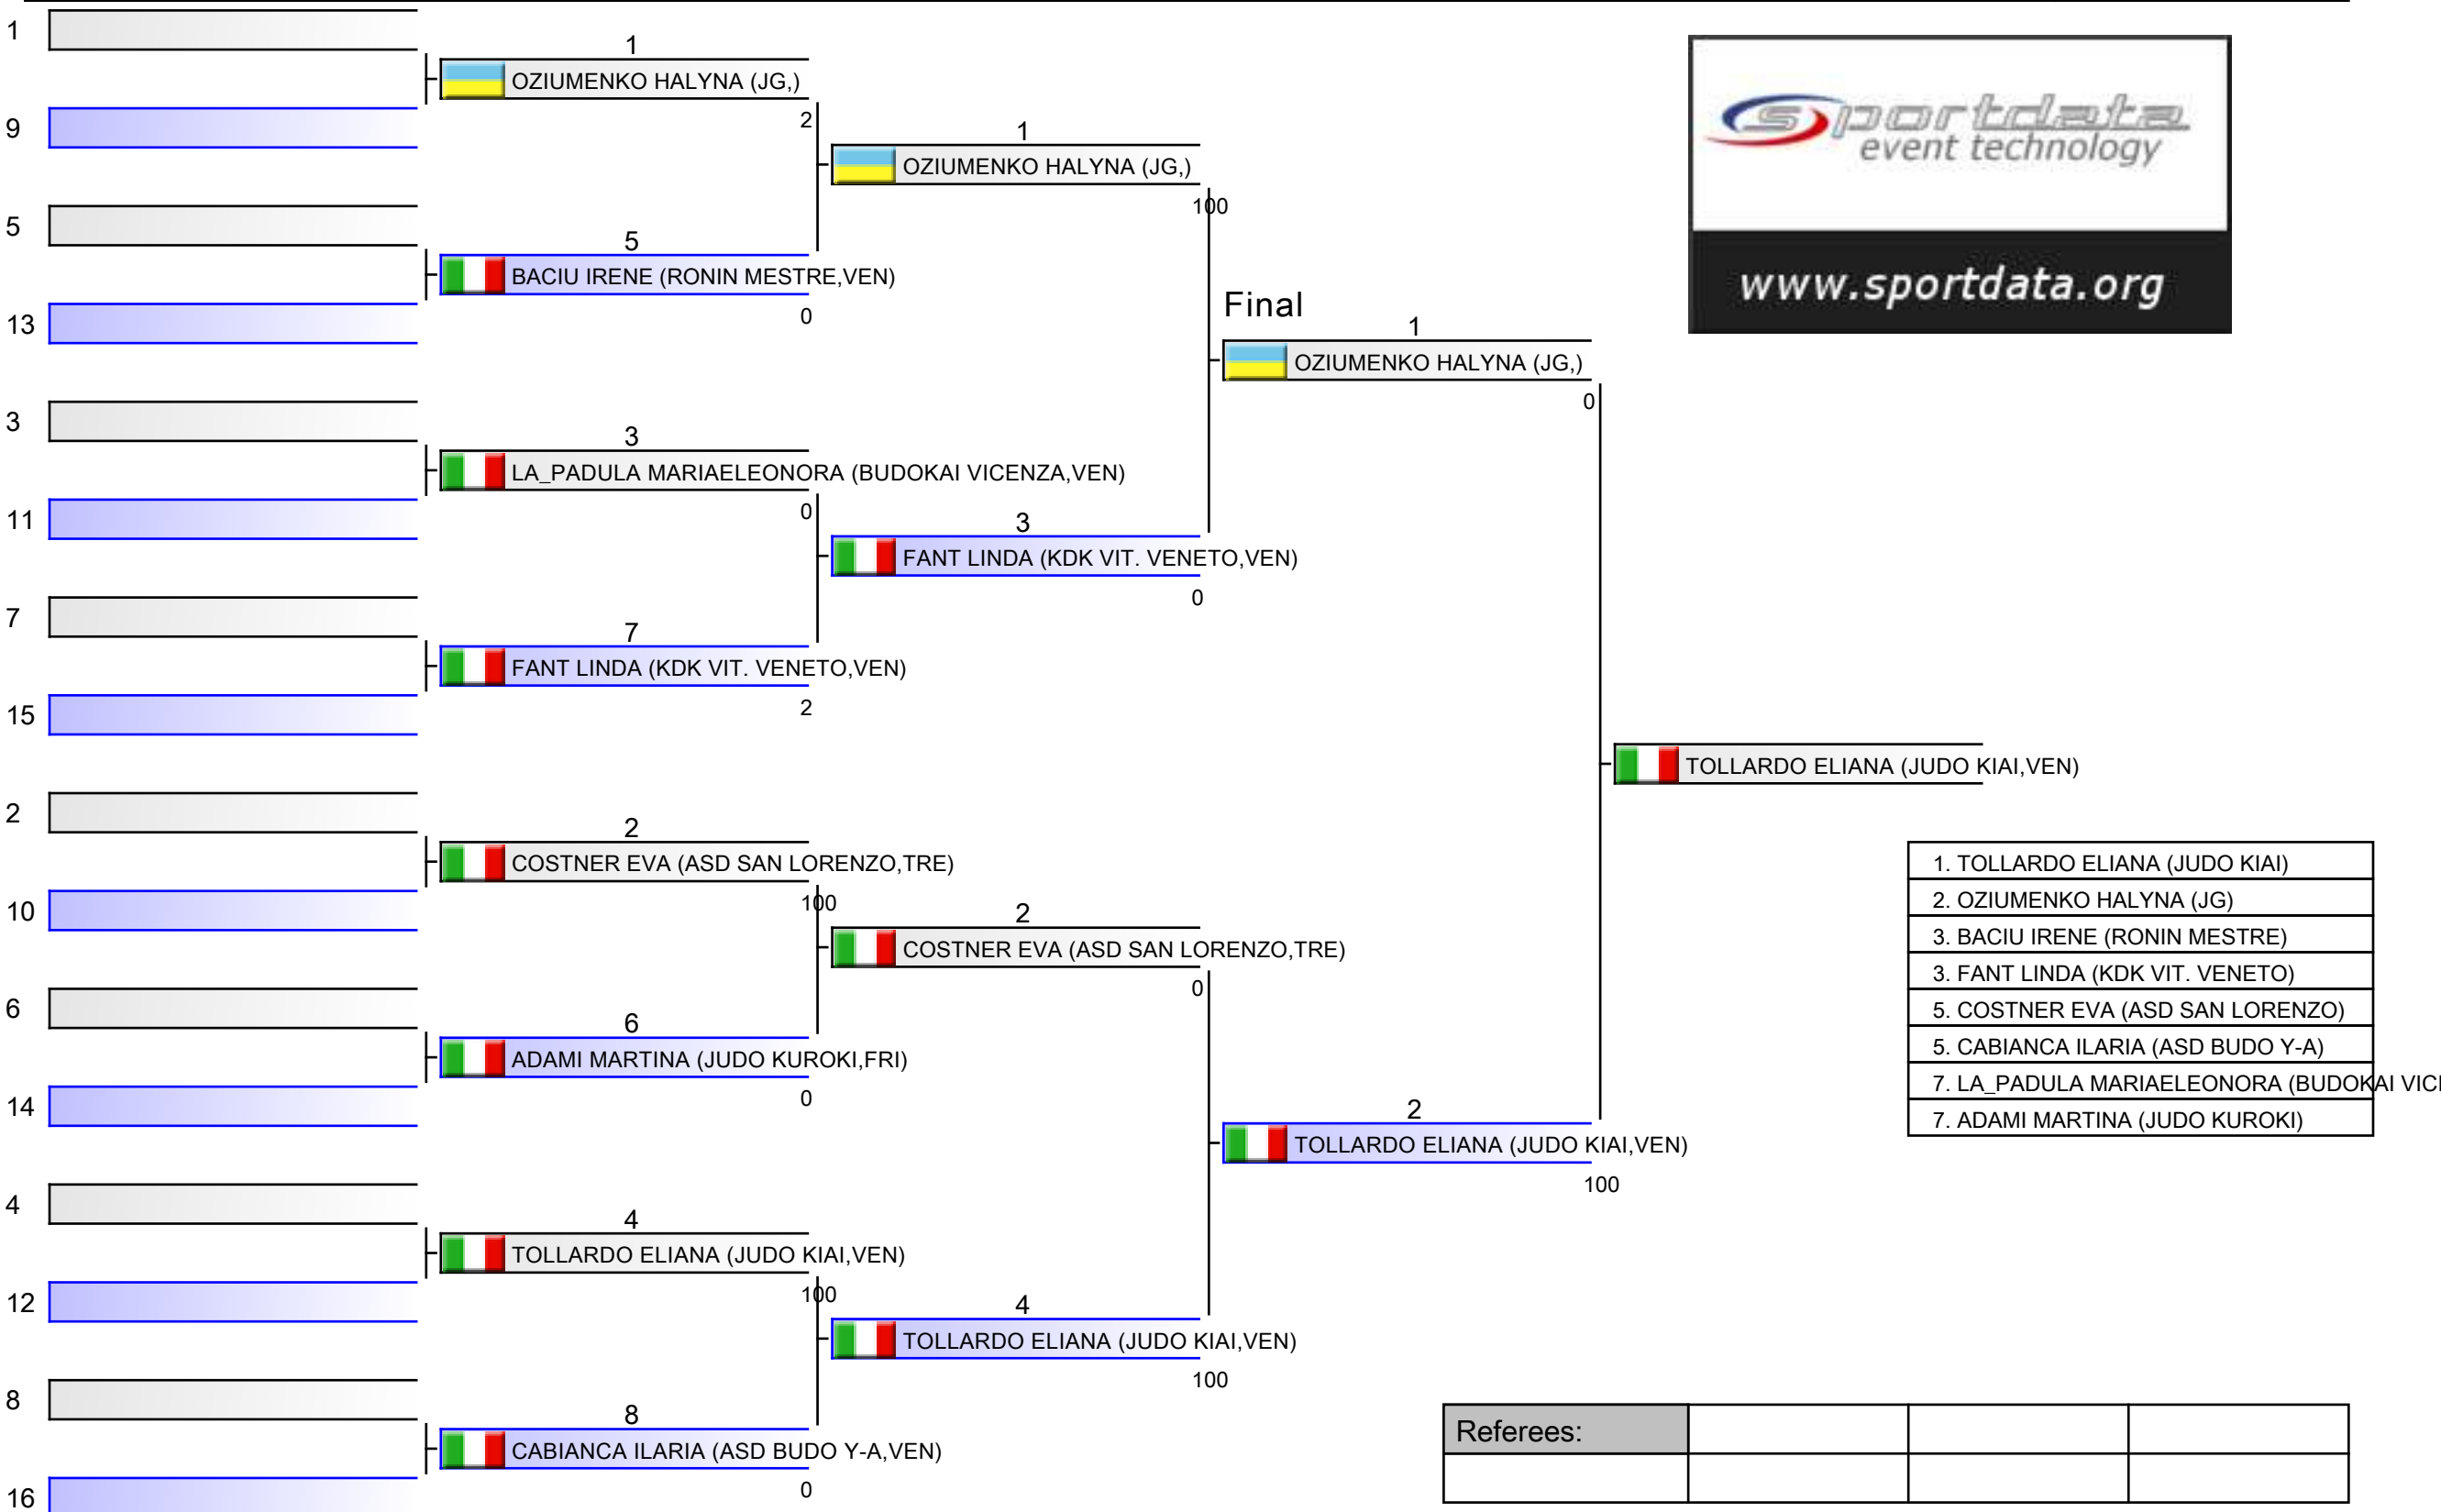 1
9
5
13
3
11
7
15
2
10
6
14
4
12
8
16
1
OZIUMENKO HALYNA (JG,)
2
5
BACIU IRENE (RONIN MESTRE,VEN)
0
3
LA_PADULA MARIAELEONORA (BUDOKAI VICENZA,VEN)
0
7
FANT LINDA (KDK VIT. VENETO,VEN)
2
2
COSTNER EVA (ASD SAN LORENZO,TRE)
100
6
ADAMI MARTINA (JUDO KUROKI,FRI)
0
4
TOLLARDO ELIANA (JUDO KIAI,VEN)
100
8
CABIANCA ILARIA (ASD BUDO Y-A,VEN)
0
1
OZIUMENKO HALYNA (JG,)
100
3
FANT LINDA (KDK VIT. VENETO,VEN)
0
2
COSTNER EVA (ASD SAN LORENZO,TRE)
0
4
TOLLARDO ELIANA (JUDO KIAI,VEN)
100
Final
1
OZIUMENKO HALYNA (JG,)
0
2
TOLLARDO ELIANA (JUDO KIAI,VEN)
100
TOLLARDO ELIANA (JUDO KIAI,VEN)
sportdata
event technology
www.sportdata.org
1. TOLLARDO ELIANA (JUDO KIAI)
2. OZIUMENKO HALYNA (JG)
3. BACIU IRENE (RONIN MESTRE)
3. FANT LINDA (KDK VIT. VENETO)
5. COSTNER EVA (ASD SAN LORENZO)
5. CABIANCA ILARIA (ASD BUDO Y-A)
7. LA_PADULA MARIAELEONORA (BUDOKAI VICE
7. ADAMI MARTINA (JUDO KUROKI)
Referees: